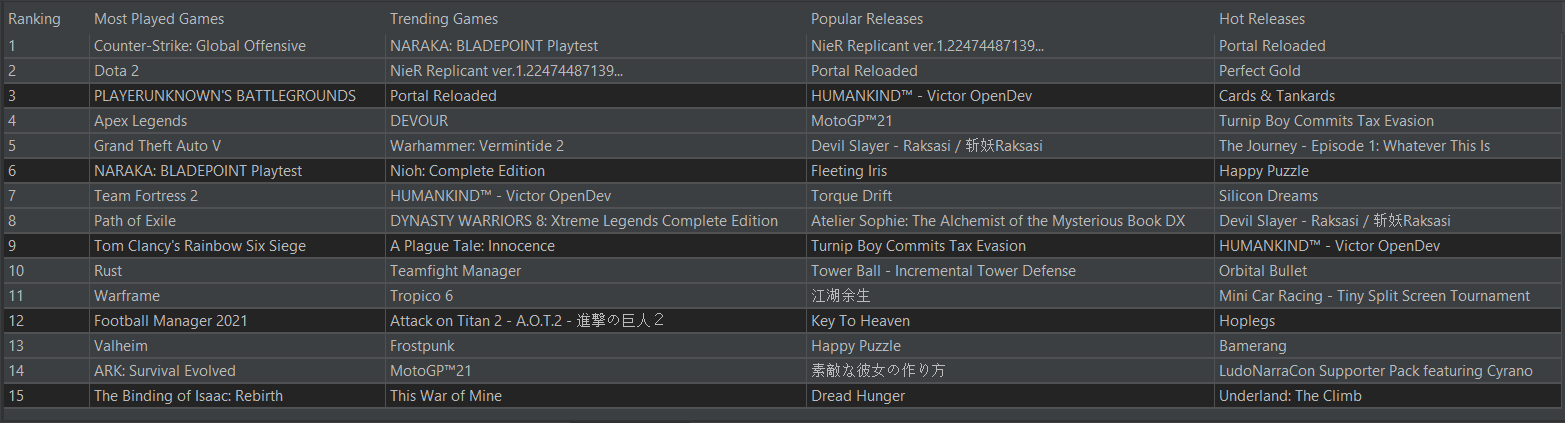 Ranking Most Played Games Trending Games Popular Releases Hot Releases
1 Counter-Strike: Global Offensive NARAKA: BLADEPOINT Playtest NieR Replicant ver.1.22474487139... Portal Reloaded
2 Dota 2 NieR Replicant ver.1.22474487139... Portal Reloaded Perfect Gold
3 PLAYERUNKNOWN'S BATTLEGROUNDS Portal Reloaded HUMANKIND™ - Victor OpenDev Cards & Tankards
4 Apex Legends DEVOUR MotoGP™21 Turnip Boy Commits Tax Evasion
5 Grand Theft Auto V Warhammer: Vermintide 2 Devil Slayer - Raksasi / 斩妖Raksasi The Journey - Episode 1: Whatever This Is
6 NARAKA: BLADEPOINT Playtest Nioh: Complete Edition Fleeting Iris Happy Puzzle
7 Team Fortress 2 HUMANKIND™ - Victor OpenDev Torque Drift Silicon Dreams
8 Path of Exile DYNASTY WARRIORS 8: Xtreme Legends Complete Edition Atelier Sophie: The Alchemist of the Mysterious Book DX Devil Slayer - Raksasi / 斩妖Raksasi
9 Tom Clancy's Rainbow Six Siege A Plague Tale: Innocence Turnip Boy Commits Tax Evasion HUMANKIND™ - Victor OpenDev
10 Rust Teamfight Manager Tower Ball - Incremental Tower Defense Orbital Bullet
11 Warframe Tropico 6 江湖余生 Mini Car Racing - Tiny Split Screen Tournament
12 Football Manager 2021 Attack on Titan 2 - A.O.T.2 - 進撃の巨人２ Key To Heaven Hoplegs
13 Valheim Frostpunk Happy Puzzle Bamerang
14 ARK: Survival Evolved MotoGP™21 素敵な彼女の作り方 LudoNarraCon Supporter Pack featuring Cyrano
15 The Binding of Isaac: Rebirth This War of Mine Dread Hunger Underland: The Climb